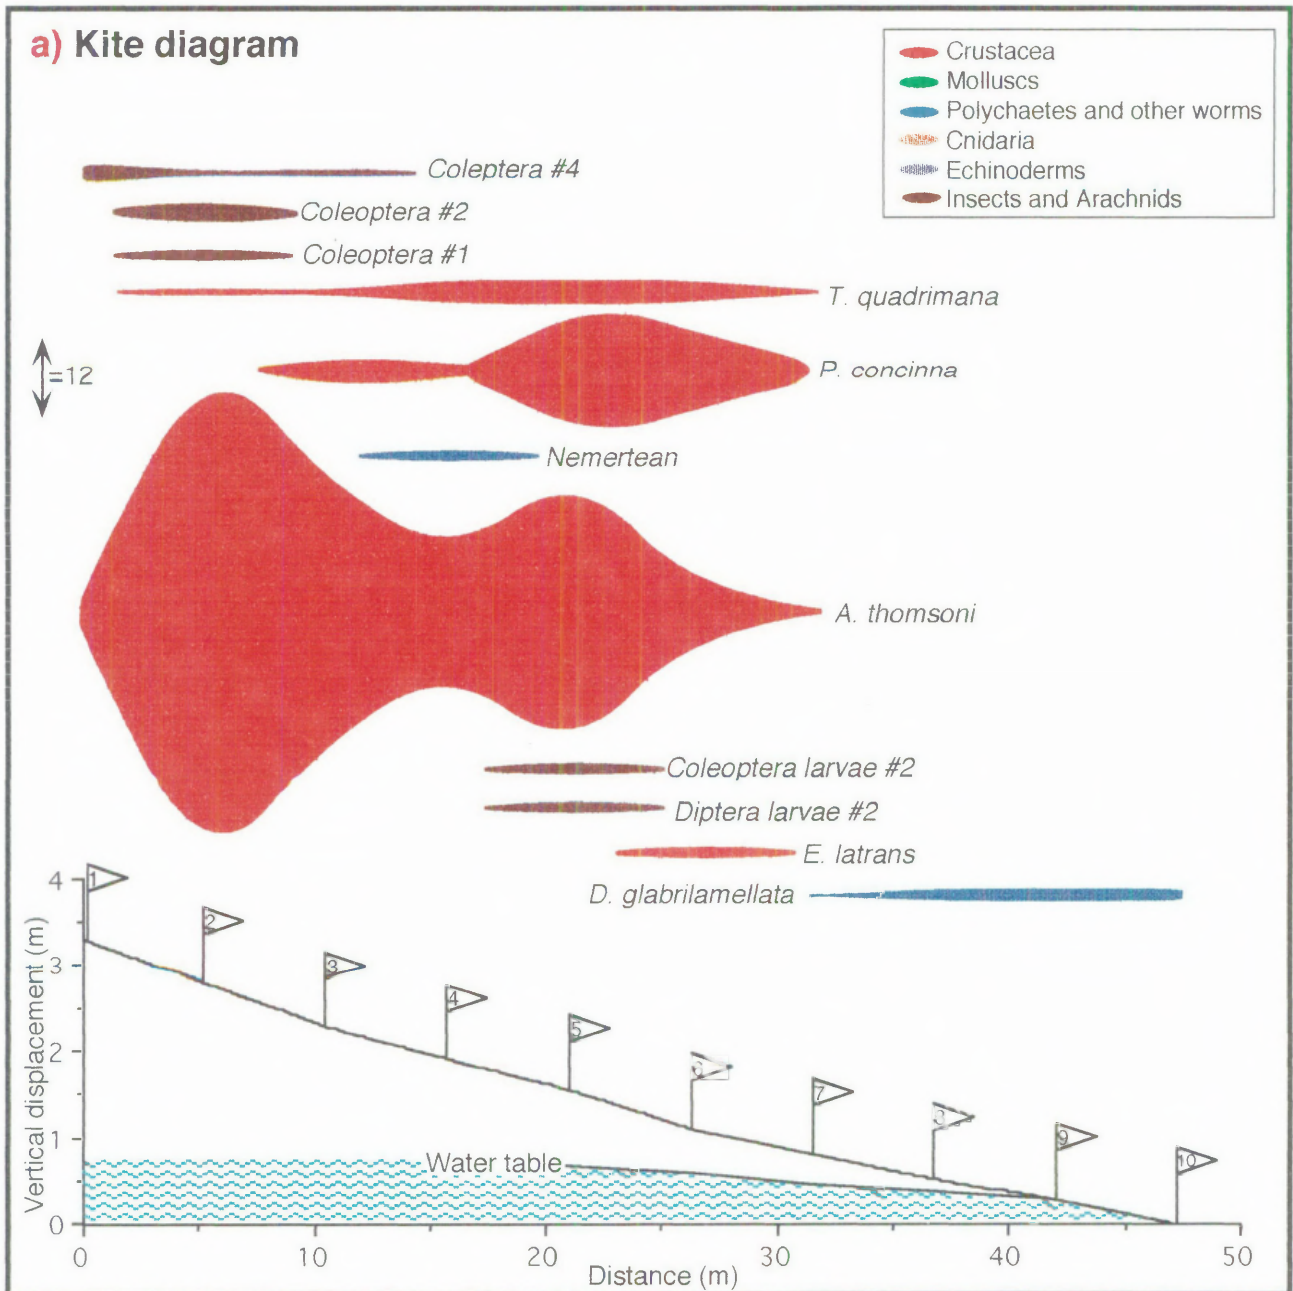 a) Kite diagram
Crustacea
Molluscs
Polychaetes and other worms
Cnidaria
Echinoderms
Insects and Arachnids
Coleptera #4
Coleoptera #2
Coleoptera #1
T. quadrimana
=12
P. concinna
Nemertean
A. thomsoni
Coleoptera larvae #2
Diptera larvae #2
E. latrans
D. glabrilamellata
Vertical displacement (m)
4
3
2
1
0
1
2
3
4
5
6
7
8
9
10
Water table
0
10
20
30
40
50
Distance (m)